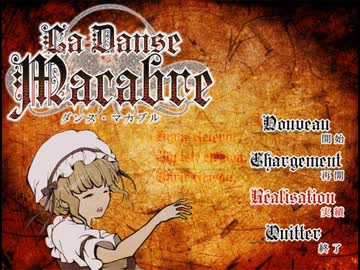 La Danse
Macabre
ダンス・マカブル
Nouveau
開始
Chargement
再開
Réalisation
実績
Quitter
終了